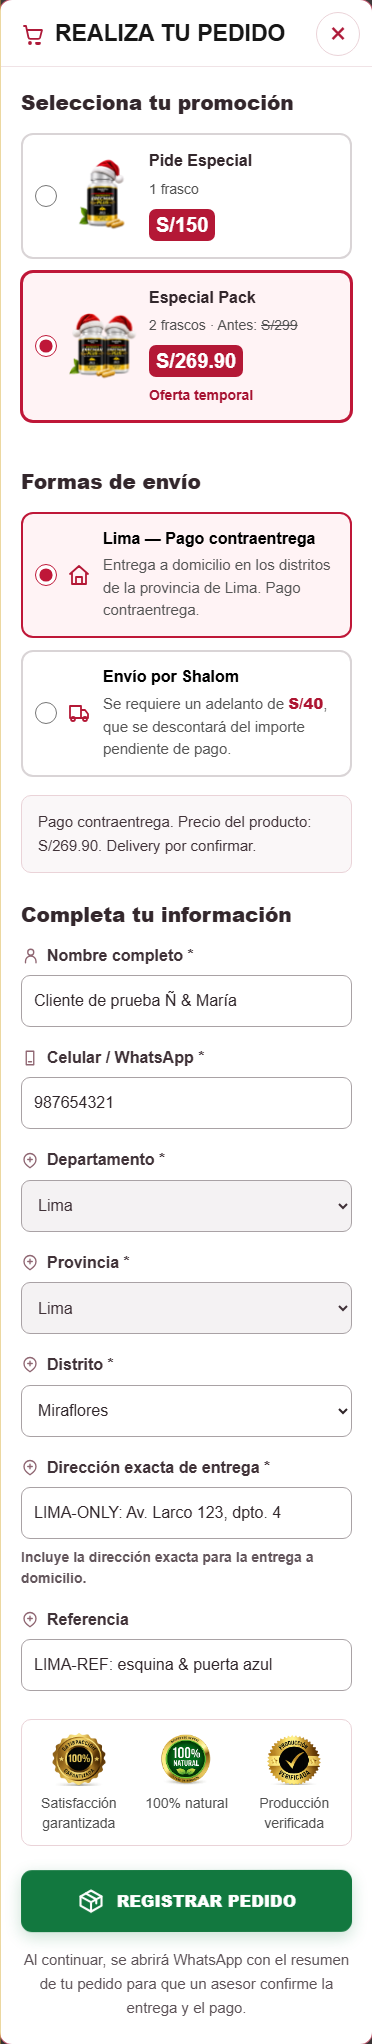 REALIZA TU PEDIDO
×
Selecciona tu promoción
Pide Especial
1 frasco
S/150
Especial Pack
2 frascos · Antes: S/299
S/269.90
Oferta temporal
Formas de envío
Lima — Pago contraentrega
Entrega a domicilio en los distritos
de la provincia de Lima. Pago
contraentrega.
Envío por Shalom
Se requiere un adelanto de S/40,
que se descontará del importe
pendiente de pago.
Pago contraentrega. Precio del producto:
S/269.90. Delivery por confirmar.
Completa tu información
Nombre completo *
Cliente de prueba Ñ & María
Celular / WhatsApp *
987654321
Departamento *
Lima
Provincia *
Lima
Distrito *
Miraflores
Dirección exacta de entrega *
LIMA-ONLY: Av. Larco 123, dpto. 4
Incluye la dirección exacta para la entrega a
domicilio.
Referencia
LIMA-REF: esquina & puerta azul
100%
100%
NATURAL
PRODUCCIÓN
VERIFICADA
Satisfacción
garantizada
100% natural
Producción
verificada
REGISTRAR PEDIDO
Al continuar, se abrirá WhatsApp con el resumen
de tu pedido para que un asesor confirme la
entrega y el pago.